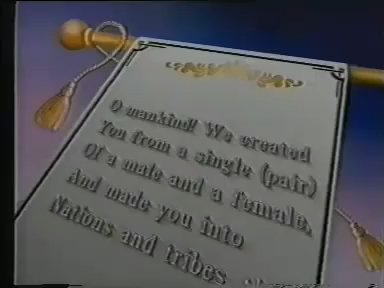 O mankind! We created
You from a single (pair)
Of a male and a female,
And made you into
Nations and tribes